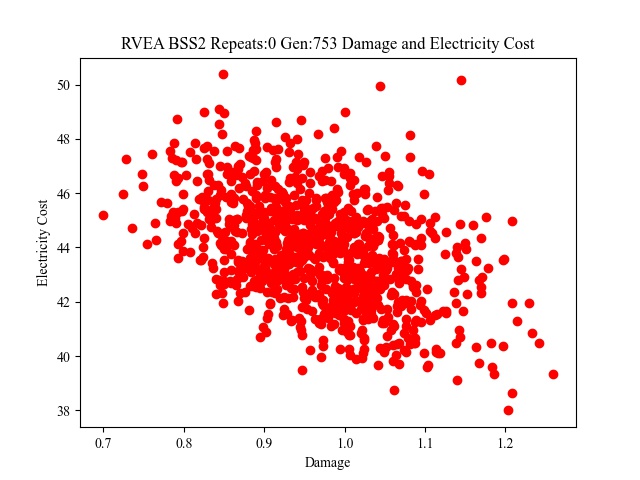 RVEA BSS2 Repeats:0 Gen:753 Damage and Electricity Cost
50
48
46
44
42
40
38
Electricity Cost
0.7 0.8 0.9 1.0 1.1 1.2
Damage